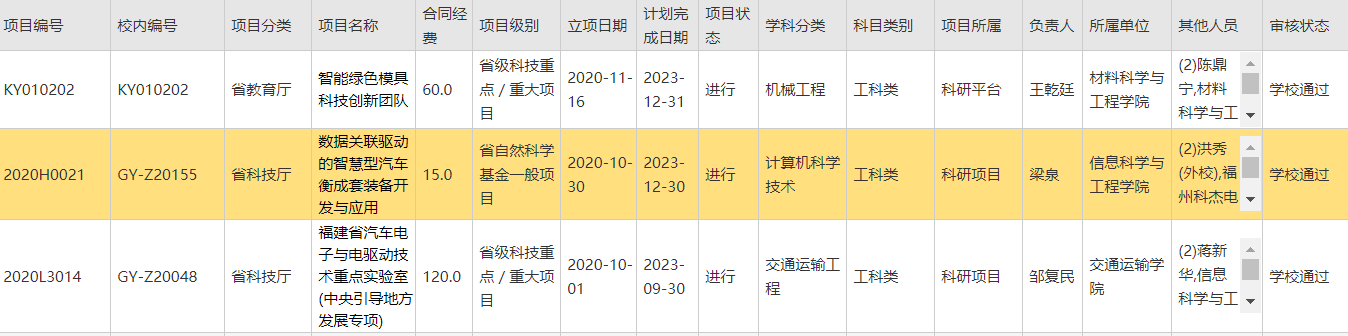 项目编号 校内编号 项目分类 项目名称 合同经费 项目级别 立项日期 计划完成日期 项目状态 学科分类 科目类别 项目所属 负责人 所属单位 其他人员 审核状态
KY010202 KY010202 省教育厅 智能绿色模具科技创新团队 60.0 省级科技重点 / 重大项目 2020-11-16 2023-12-31 进行 机械工程 工科类 科研平台 王乾廷 材料科学与工程学院 (2)陈鼎宁,材料科学与工 学校通过
2020H0021 GY-Z20155 省科技厅 数据关联驱动的智慧型汽车衡成套装备开发与应用 15.0 省自然科学基金一般项目 2020-10-30 2023-12-30 进行 计算机科学技术 工科类 科研项目 梁泉 信息科学与工程学院 (2)洪秀(外校),福州科杰电 学校通过
2020L3014 GY-Z20048 省科技厅 福建省汽车电子与电驱动技术重点实验室(中央引导地方发展专项) 120.0 省级科技重点 / 重大项目 2020-10-01 2023-09-30 进行 交通运输工程 工科类 科研项目 邹复民 交通运输学院 (2)蒋新华,信息科学与工 学校通过